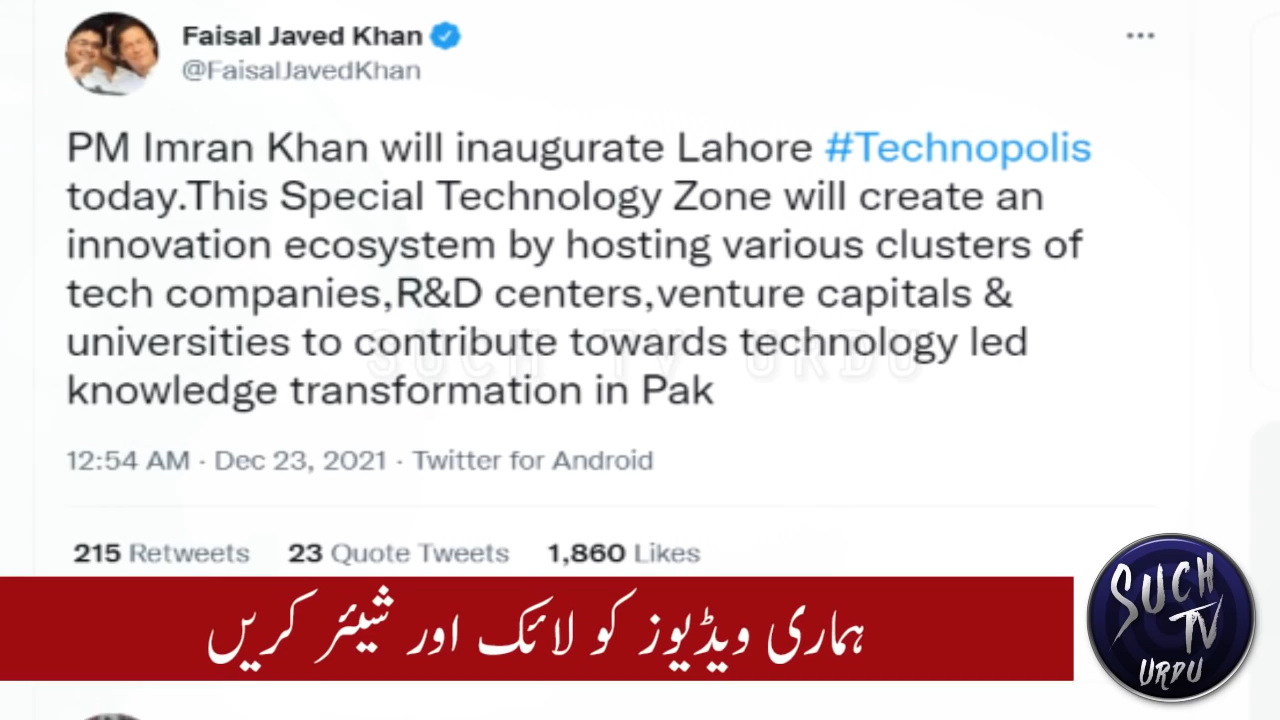 Faisal Javed Khan
@FaisalJavedKhan
PM Imran Khan will inaugurate Lahore #Technopolis
today.This Special Technology Zone will create an
innovation ecosystem by hosting various clusters of
tech companies,R&D centers,venture capitals &
universities to contribute towards technology led
knowledge transformation in Pak
SUCH TV URDU
12:54 AM · Dec 23, 2021 · Twitter for Android
215 Retweets 23 Quote Tweets 1,860 Likes
ہماری ویڈیوز کو لائک اور شیئر کریں
SUCH
TV
URDU